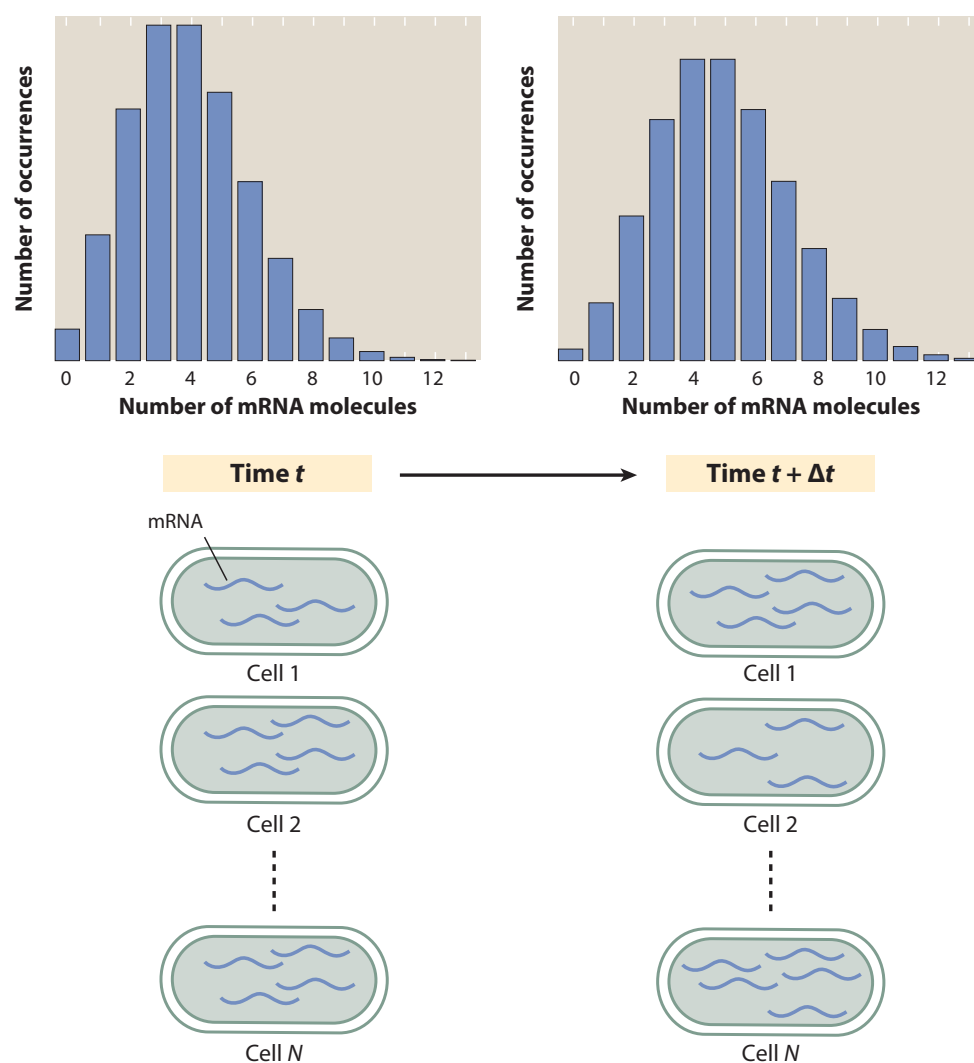 Number of occurrences
0 2 4 6 8 10 12
Number of mRNA molecules
Number of occurrences
0 2 4 6 8 10 12
Number of mRNA molecules
Time t
Time t + Δt
mRNA
Cell 1
Cell 1
Cell 2
Cell 2
Cell N
Cell N